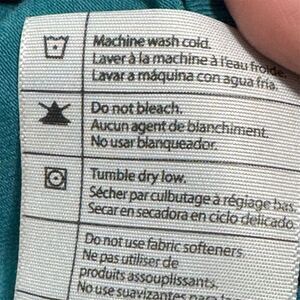 Machine wash cold.
Laver à la machine à l'eau froide.
Lavar a máquina con agua fría.
Do not bleach.
Aucun agent de blanchiment.
No usar blanqueador.
Tumble dry low.
Sécher par culbutage à réglage bas.
Secar en secadora en ciclo delicado
Do not use fabric softeners.
Ne pas utiliser de
produits assouplissants.
No use suavizantes